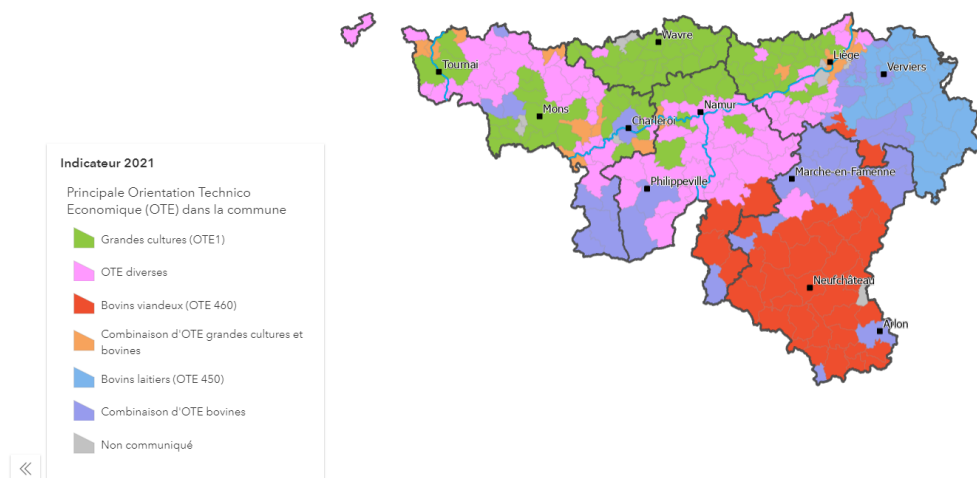 Wavre
Liège
Tournai
Verviers
Mons
Namur
Charleroi
Marche-en-Famenne
Philippeville
Neufchâteau
Arlon
Indicateur 2021
Principale Orientation Technico
Economique (OTE) dans la commune
Grandes cultures (OTE1)
OTE diverses
Bovins viandeux (OTE 460)
Combinaison d'OTE grandes cultures et
bovines
Bovins laitiers (OTE 450)
Combinaison d'OTE bovines
Non communiqué